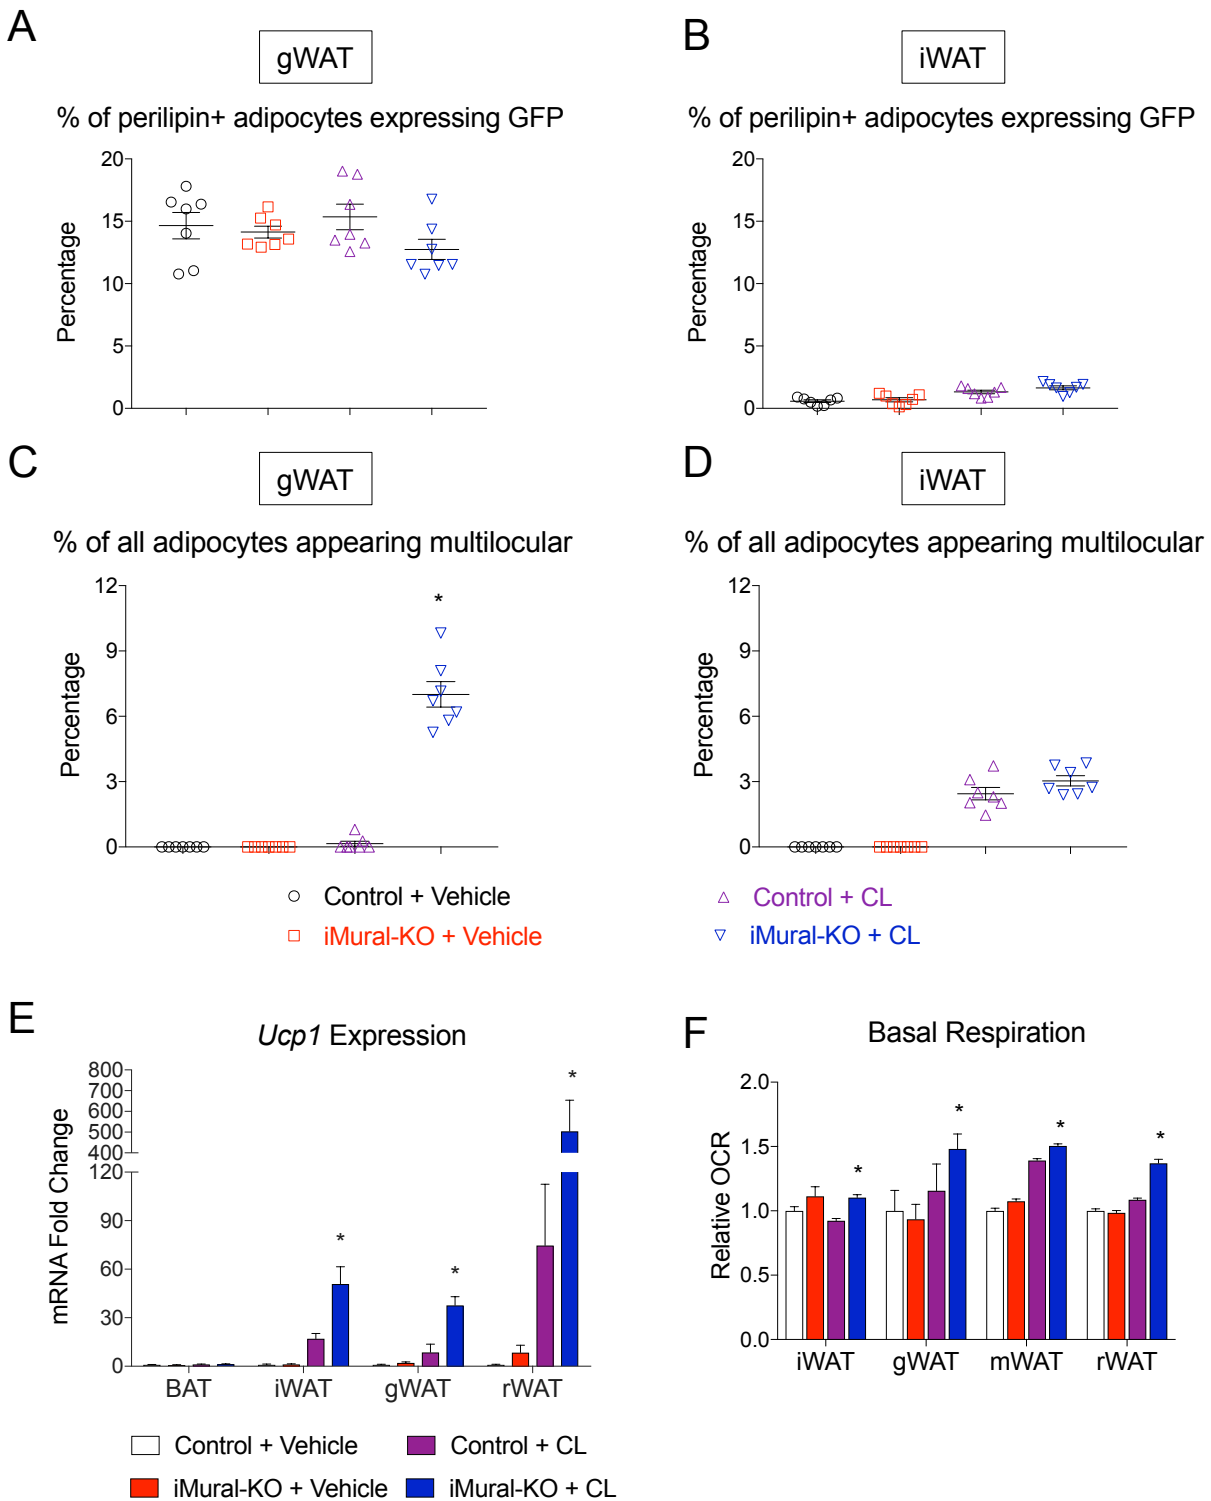 A
gWAT
% of perilipin+ adipocytes expressing GFP
Percentage
20
15
10
5
0
B
iWAT
% of perilipin+ adipocytes expressing GFP
Percentage
20
15
10
5
0
C
gWAT
% of all adipocytes appearing multilocular
Percentage
12
9
6
3
0
*
D
iWAT
% of all adipocytes appearing multilocular
Percentage
12
9
6
3
0
Control + Vehicle
iMural-KO + Vehicle
Control + CL
iMural-KO + CL
E
Ucp1 Expression
mRNA Fold Change
800
700
600
500
400
120
90
60
30
0
*
*
*
BAT
iWAT
gWAT
rWAT
Control + Vehicle
Control + CL
iMural-KO + Vehicle
iMural-KO + CL
F
Basal Respiration
Relative OCR
2.0
1.5
1.0
0.5
0.0
*
*
*
*
iWAT
gWAT
mWAT
rWAT